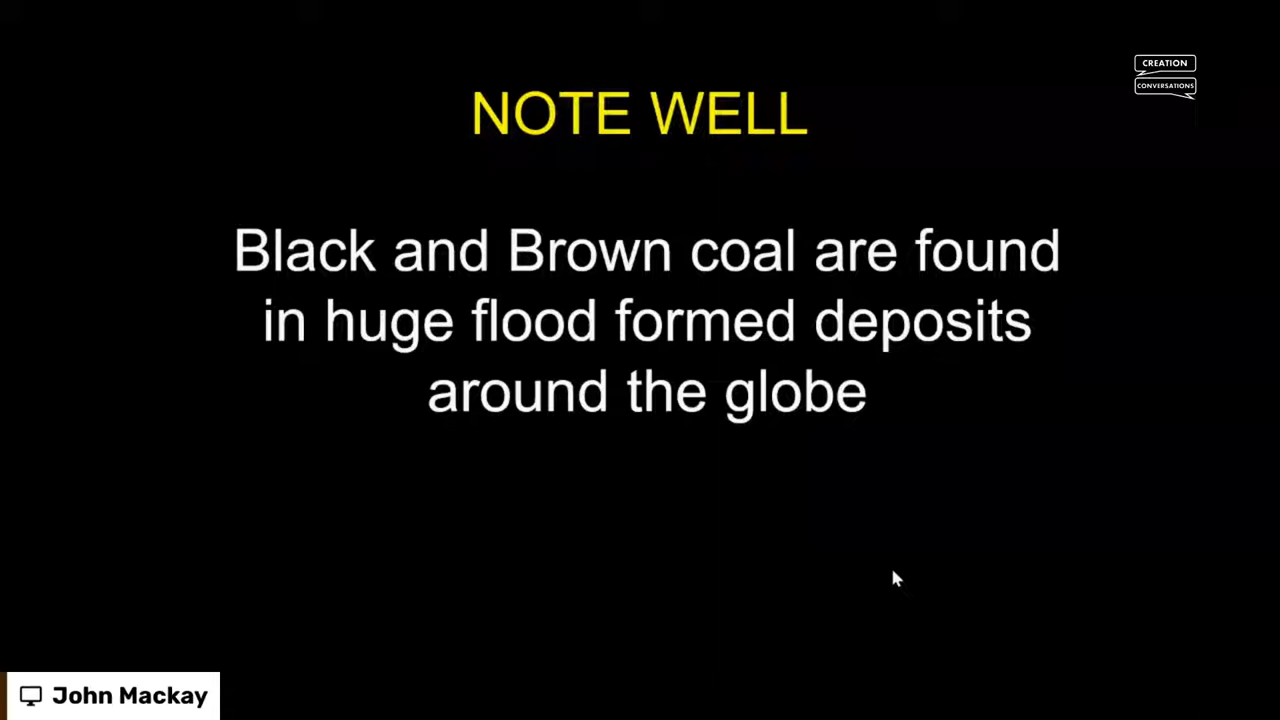 CREATION
CONVERSATIONS
NOTE WELL
Black and Brown coal are found
in huge flood formed deposits
around the globe
John Mackay